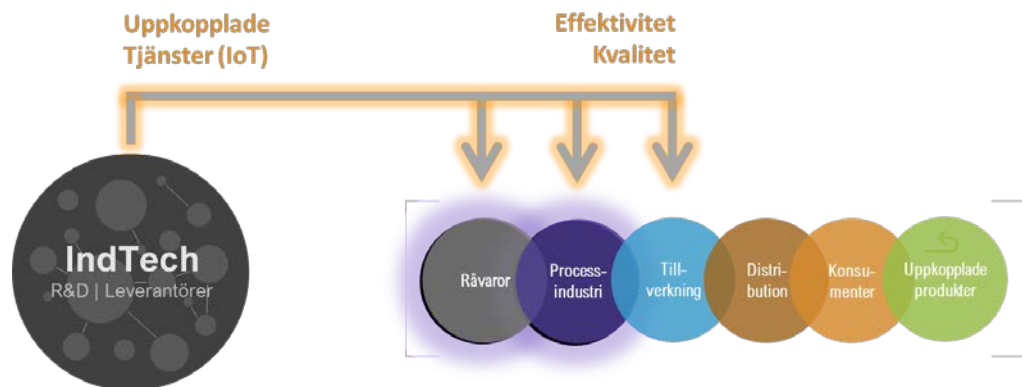 Uppkopplade
Tjänster (IoT)
Effektivitet
Kvalitet
IndTech
R&D | Leverantörer
Råvaror
Process-
industri
Till-
verkning
Distri-
bution
Konsu-
menter
Uppkopplade
produkter